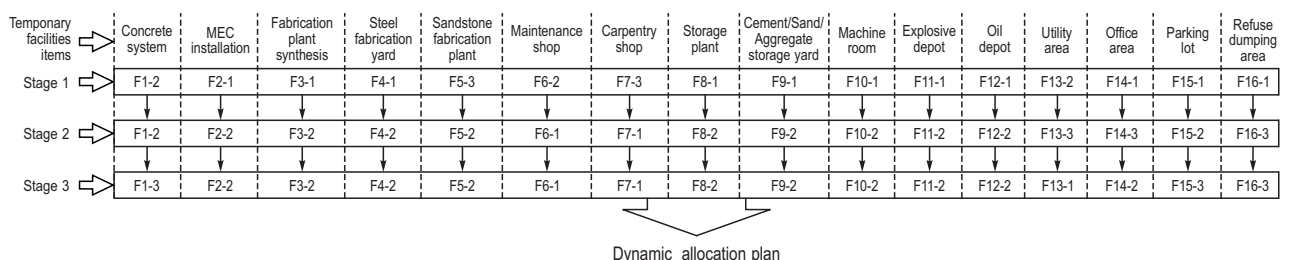 Temponary
facilities
items
Concrete
system
MEC
installation
Fabrication
plant
synthesis
Steel
fabrication
yard
Sandstone
fabrication
plant
Maintenance
shop
Carpentry
shop
Storage
plant
Cement/Sand/
Aggregate
storage yard
Machine
room
Explosive
depot
Oil
depot
Utility
area
Office
area
Parking
lot
Refuse
dumping
area
Stage 1 F1-2 F2-1 F3-1 F4-1 F5-3 F6-2 F7-3 F8-1 F9-1 F10-1 F11-1 F12-1 F13-2 F14-1 F15-1 F16-1
Stage 2 F1-2 F2-2 F3-2 F4-2 F5-2 F6-1 F7-1 F8-2 F9-2 F10-2 F11-2 F12-2 F13-3 F14-3 F15-2 F16-3
Stage 3 F1-3 F2-2 F3-2 F4-2 F5-2 F6-1 F7-1 F8-2 F9-2 F10-2 F11-2 F12-2 F13-1 F14-2 F15-3 F16-3
Dynamic allocation plan